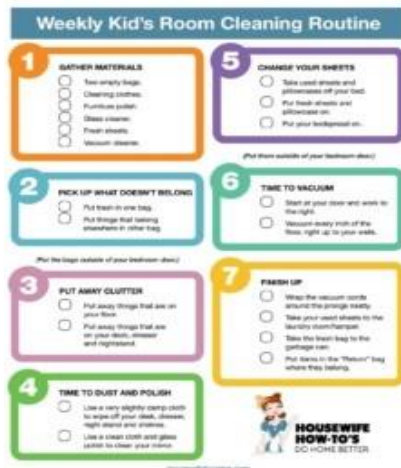 Weekly Kid's Room Cleaning Routine
1
GATHER MATERIALS
Two empty bags.
Cleaning clothes.
Furniture polish.
Glass cleaner.
Fresh sheets.
Vacuum cleaner.
2
PICK UP WHAT DOESN'T BELONG
Put trash in one bag.
Put things that belong
elsewhere in other bag.
(Put the bags outside of your bedroom door.)
3
PUT AWAY CLUTTER
Put away things that are on
your floor.
Put away things that are
on your desk, dresser
and nightstand.
4
TIME TO DUST AND POLISH
Use a very slightly damp cloth
to wipe off your desk, dresser,
night stand and shelves.
Use a clean cloth and glass
polish to clean your mirror.
5
CHANGE YOUR SHEETS
Take used sheets and
pillowcases off your bed.
Put fresh sheets and
pillowcase on.
Put your bedspread on.
(Put them outside of your bedroom door.)
6
TIME TO VACUUM
Start at your door and work to
the right.
Vacuum every inch of the
floor, right up to your walls.
7
FINISH UP
Wrap the vacuum cords
around the prongs neatly.
Take your used sheets to the
laundry room/hamper.
Take the trash bag to the
garbage can.
Put items in the "Return" bag
where they belong.
HOUSEWIFE
HOW-TO'S
DO HOME BETTER